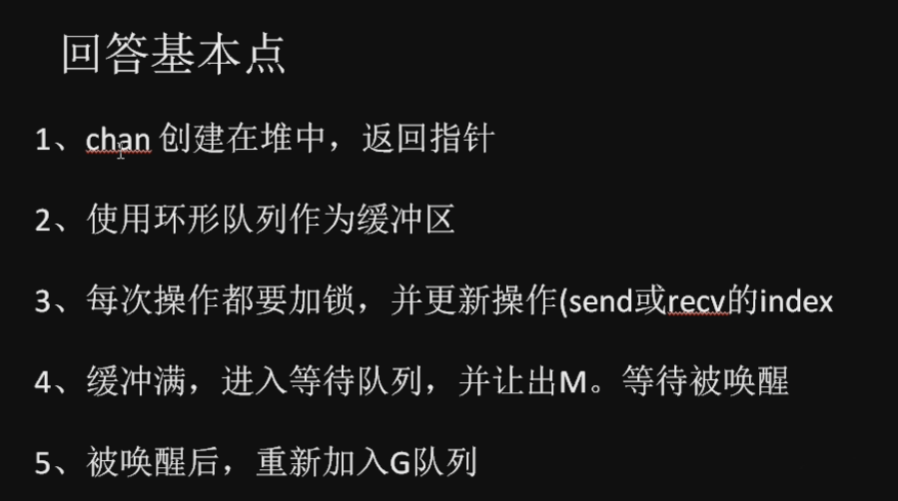 回答基本点
1、chan 创建在堆中，返回指针
2、使用环形队列作为缓冲区
3、每次操作都要加锁，并更新操作(send或recv的index
4、缓冲满，进入等待队列，并让出M。等待被唤醒
5、被唤醒后，重新加入G队列